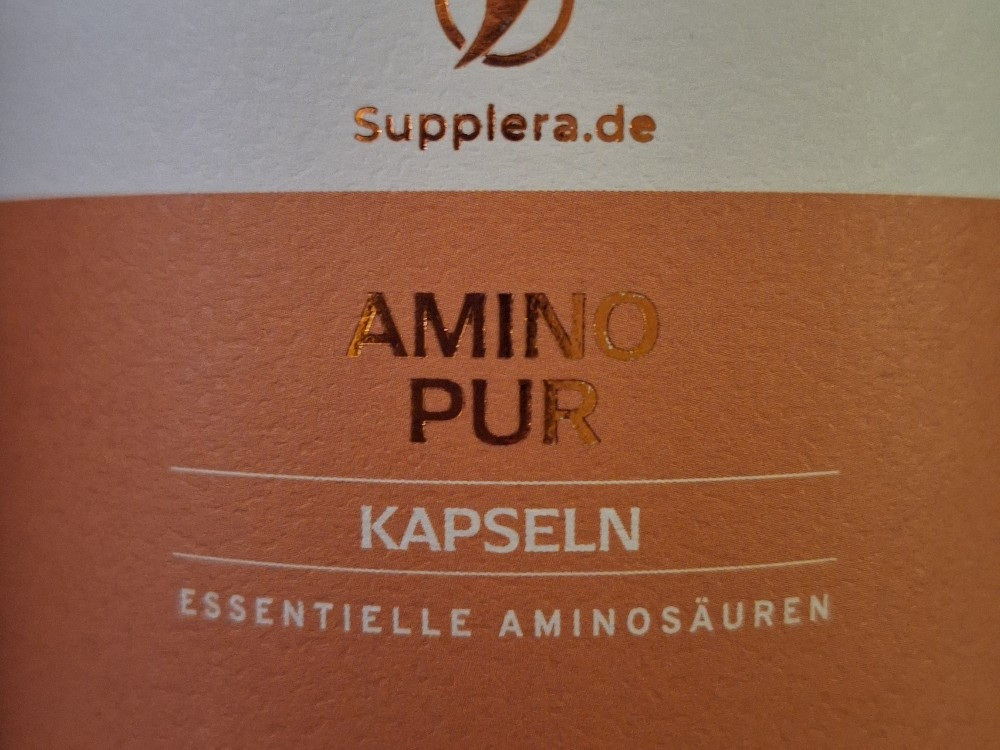 Supplera.de
AMINO
PUR
KAPSELN
ESSENTIELLE AMINOSÄUREN